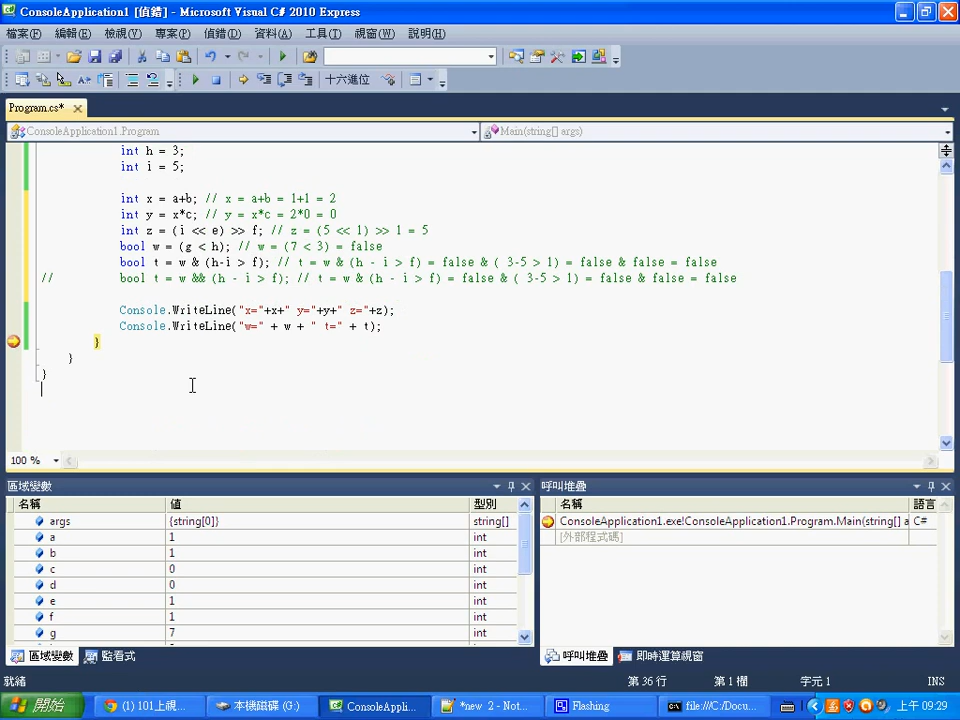 ConsoleApplication1 (偵錯) - Microsoft Visual C# 2010 Express
檔案(F) 編輯(E) 檢視(V) 專案(P) 偵錯(D) 資料(A) 工具(T) 視窗(W) 說明(H)
十六進位
Program.cs*
ConsoleApplication1.Program Main(string[] args)
int h = 3;
int i = 5;
int x = a+b; // x = a+b = 1+1 = 2
int y = x*c; // y = x*c = 2*0 = 0
int z = (i << e) >> f; // z = (5 << 1) >> 1 = 5
bool w = (g < h); // w = (7 < 3) = false
bool t = w & (h-i > f); // t = w & (h - i > f) = false & ( 3-5 > 1) = false & false = false
// bool t = w && (h - i > f); // t = w & (h - i > f) = false & ( 3-5 > 1) = false & false = false
Console.WriteLine("x="+x+" y="+y+" z="+z);
Console.WriteLine("w=" + w + " t=" + t);
}
}
}
100 %
區域變數 呼叫堆疊
名稱 值 型別 名稱 語言
args {string[0]} string[] ConsoleApplication1.exe!ConsoleApplication1.Program.Main(string[] a C#
a 1 int [外部程式碼]
b 1 int
c 0 int
d 0 int
e 1 int
f 1 int
g 7 int
區域變數 監看式 呼叫堆疊 即時運算視窗
就緒 第 36 行 第 1 欄 字元 1 INS
開始 (1) 101上視... 本機磁碟 (G:) ConsoleAppli... *new 2 - Not... Flashing file:///C:/Docu... 上午 09:29